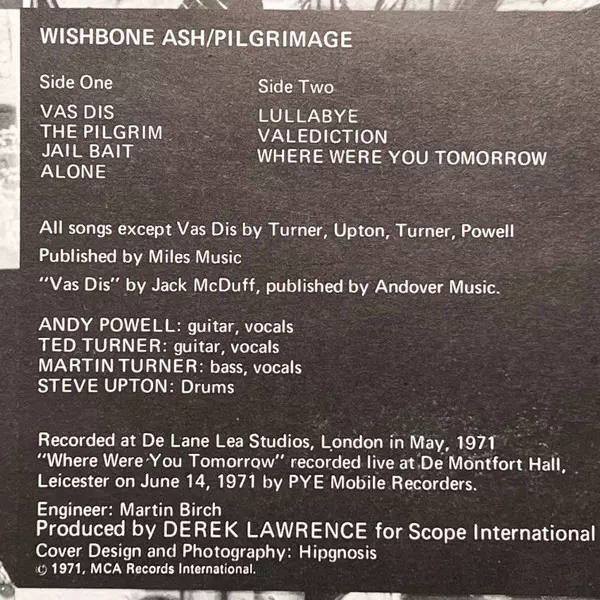 WISHBONE ASH/PILGRIMAGE
Side One
VAS DIS
THE PILGRIM
JAIL BAIT
ALONE
Side Two
LULLABYE
VALEDICTION
WHERE WERE YOU TOMORROW
All songs except Vas Dis by Turner, Upton, Turner, Powell
Published by Miles Music
"Vas Dis" by Jack McDuff, published by Andover Music.
ANDY POWELL: guitar, vocals
TED TURNER: guitar, vocals
MARTIN TURNER: bass, vocals
STEVE UPTON: Drums
Recorded at De Lane Lea Studios, London in May, 1971
"Where Were You Tomorrow" recorded live at De Montfort Hall,
Leicester on June 14, 1971 by PYE Mobile Recorders.
Engineer: Martin Birch
Produced by DEREK LAWRENCE for Scope International
Cover Design and Photography: Hipgnosis
© 1971, MCA Records International.